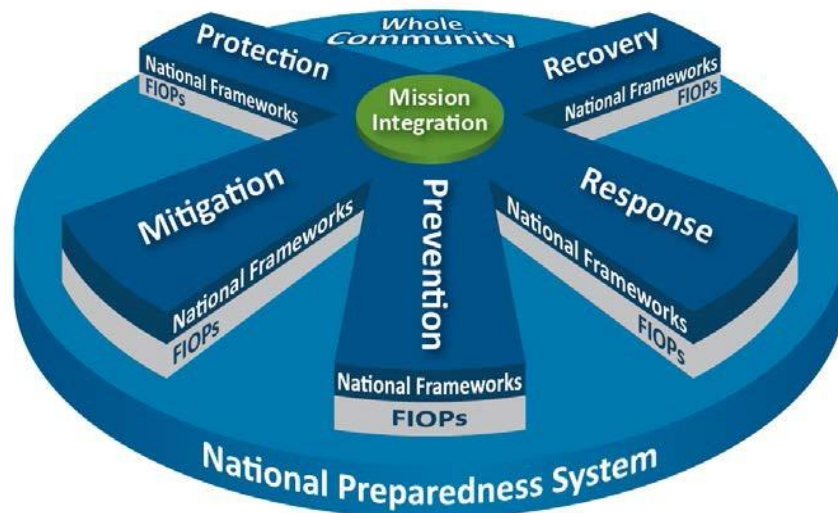 Whole
Community
Protection
National Frameworks
FIOPs
Recovery
National Frameworks
FIOPs
Mission
Integration
Mitigation
National Frameworks
FIOPs
Prevention
National Frameworks
FIOPs
Response
National Frameworks
FIOPs
National Preparedness System